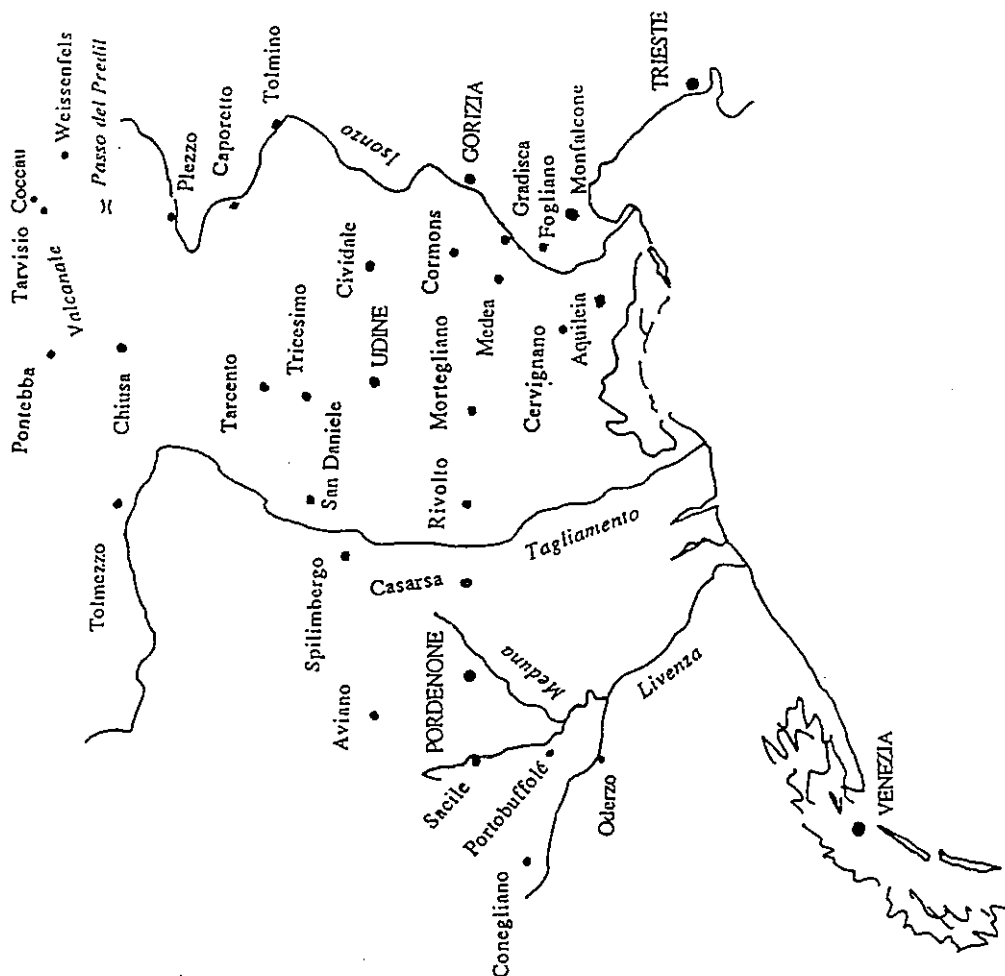 Pontebba
Tarvisio
Coccau
Weissenfels
Valcanale
Passo del Predil
Chiusa
Plezzo
Caporetto
Tolmino
Tolmezzo
Tarcento
Tricesimo
San Daniele
Isonzo
Spilimbergo
UDINE
Cividale
Aviano
Casarsa
Rivolto
Mortegliano
Cormons
GORIZIA
PORDENONE
Medea
Gradisca
Sacile
Meduna
Fogliano
Portobuffolé
Cervignano
Monfalcone
Conegliano
Tagliamento
Aquileia
Oderzo
Livenza
TRIESTE
VENEZIA